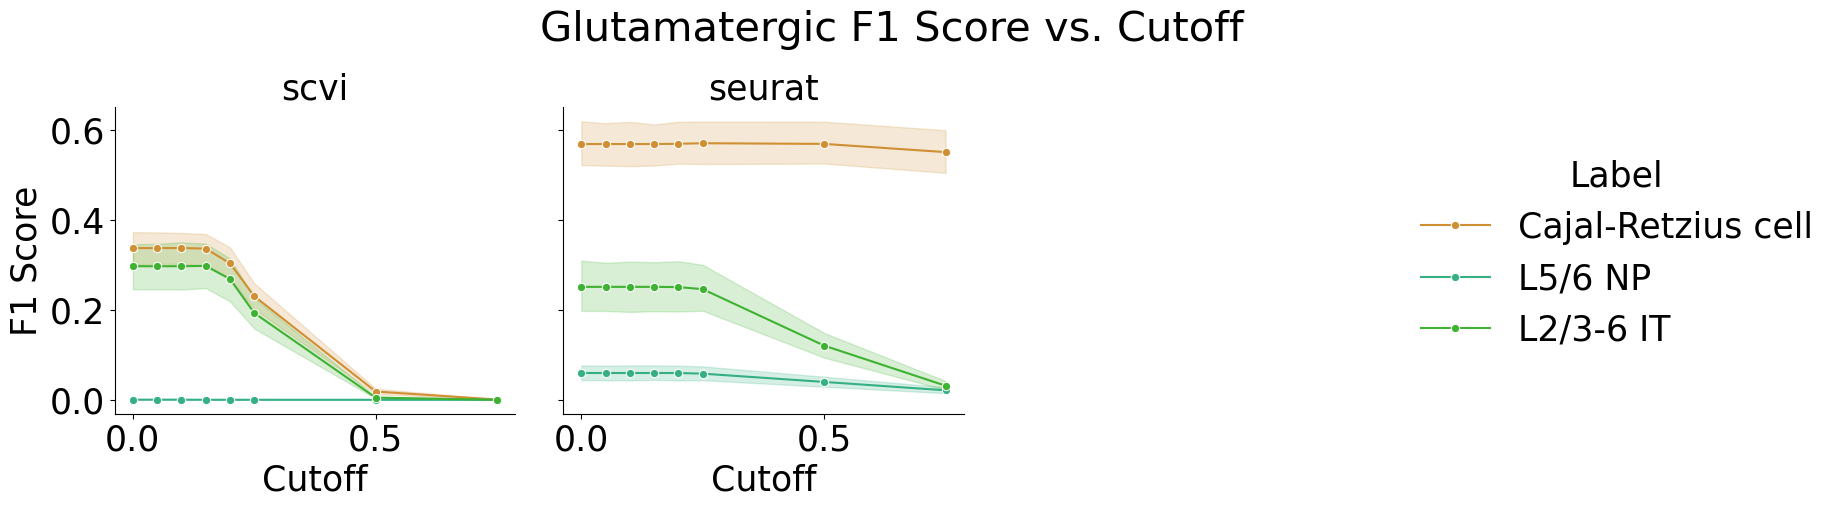 Glutamatergic F1 Score vs. Cutoff
scvi
seurat
F1 Score
0.6
0.4
0.2
0.0
0.0
0.5
0.0
0.5
Cutoff
Cutoff
Label
Cajal-Retzius cell
L5/6 NP
L2/3-6 IT